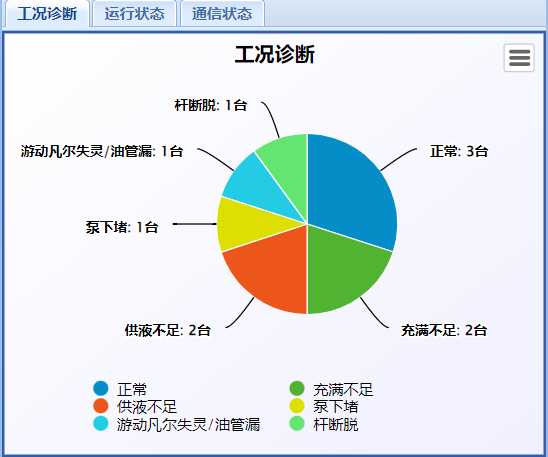 工况诊断 运行状态 通信状态
工况诊断
杆断脱: 1台
游动凡尔失灵/油管漏: 1台
正常: 3台
泵下堵: 1台
供液不足: 2台
充满不足: 2台
正常 充满不足
供液不足 泵下堵
游动凡尔失灵/油管漏 杆断脱